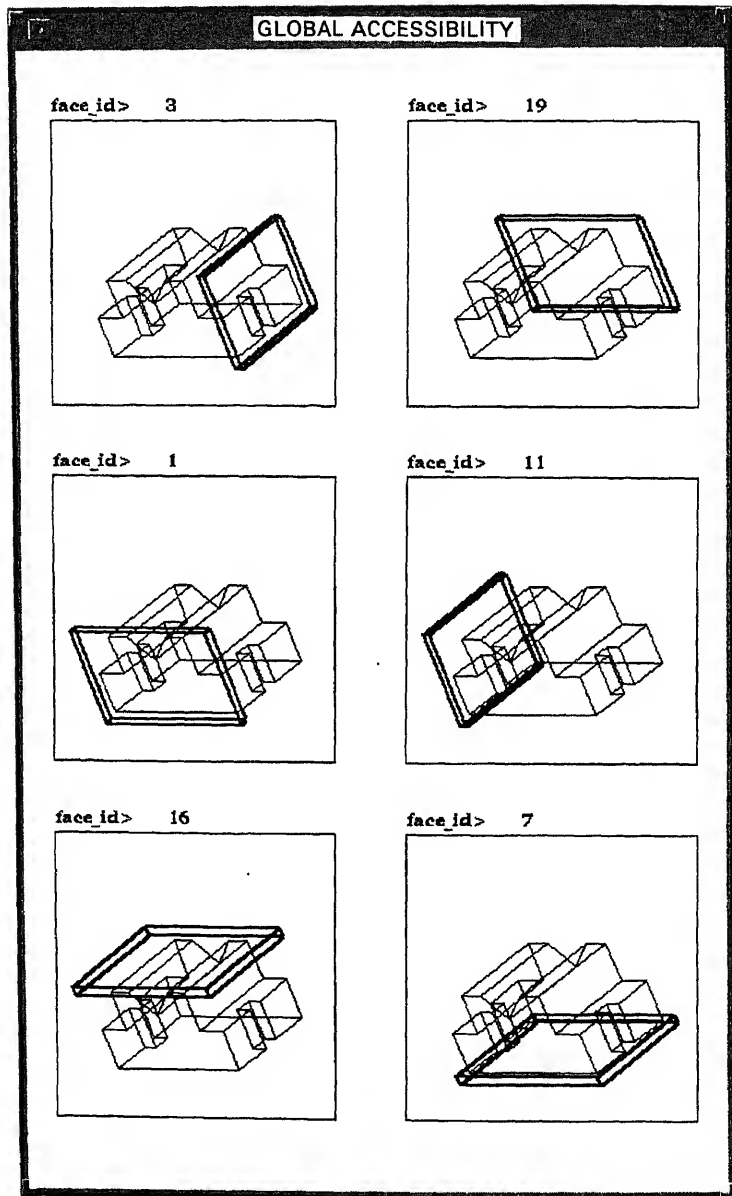 GLOBAL ACCESSIBILITY
face_id> 3
face_id> 19
face_id> 1
face_id> 11
face_id> 16
face_id> 7